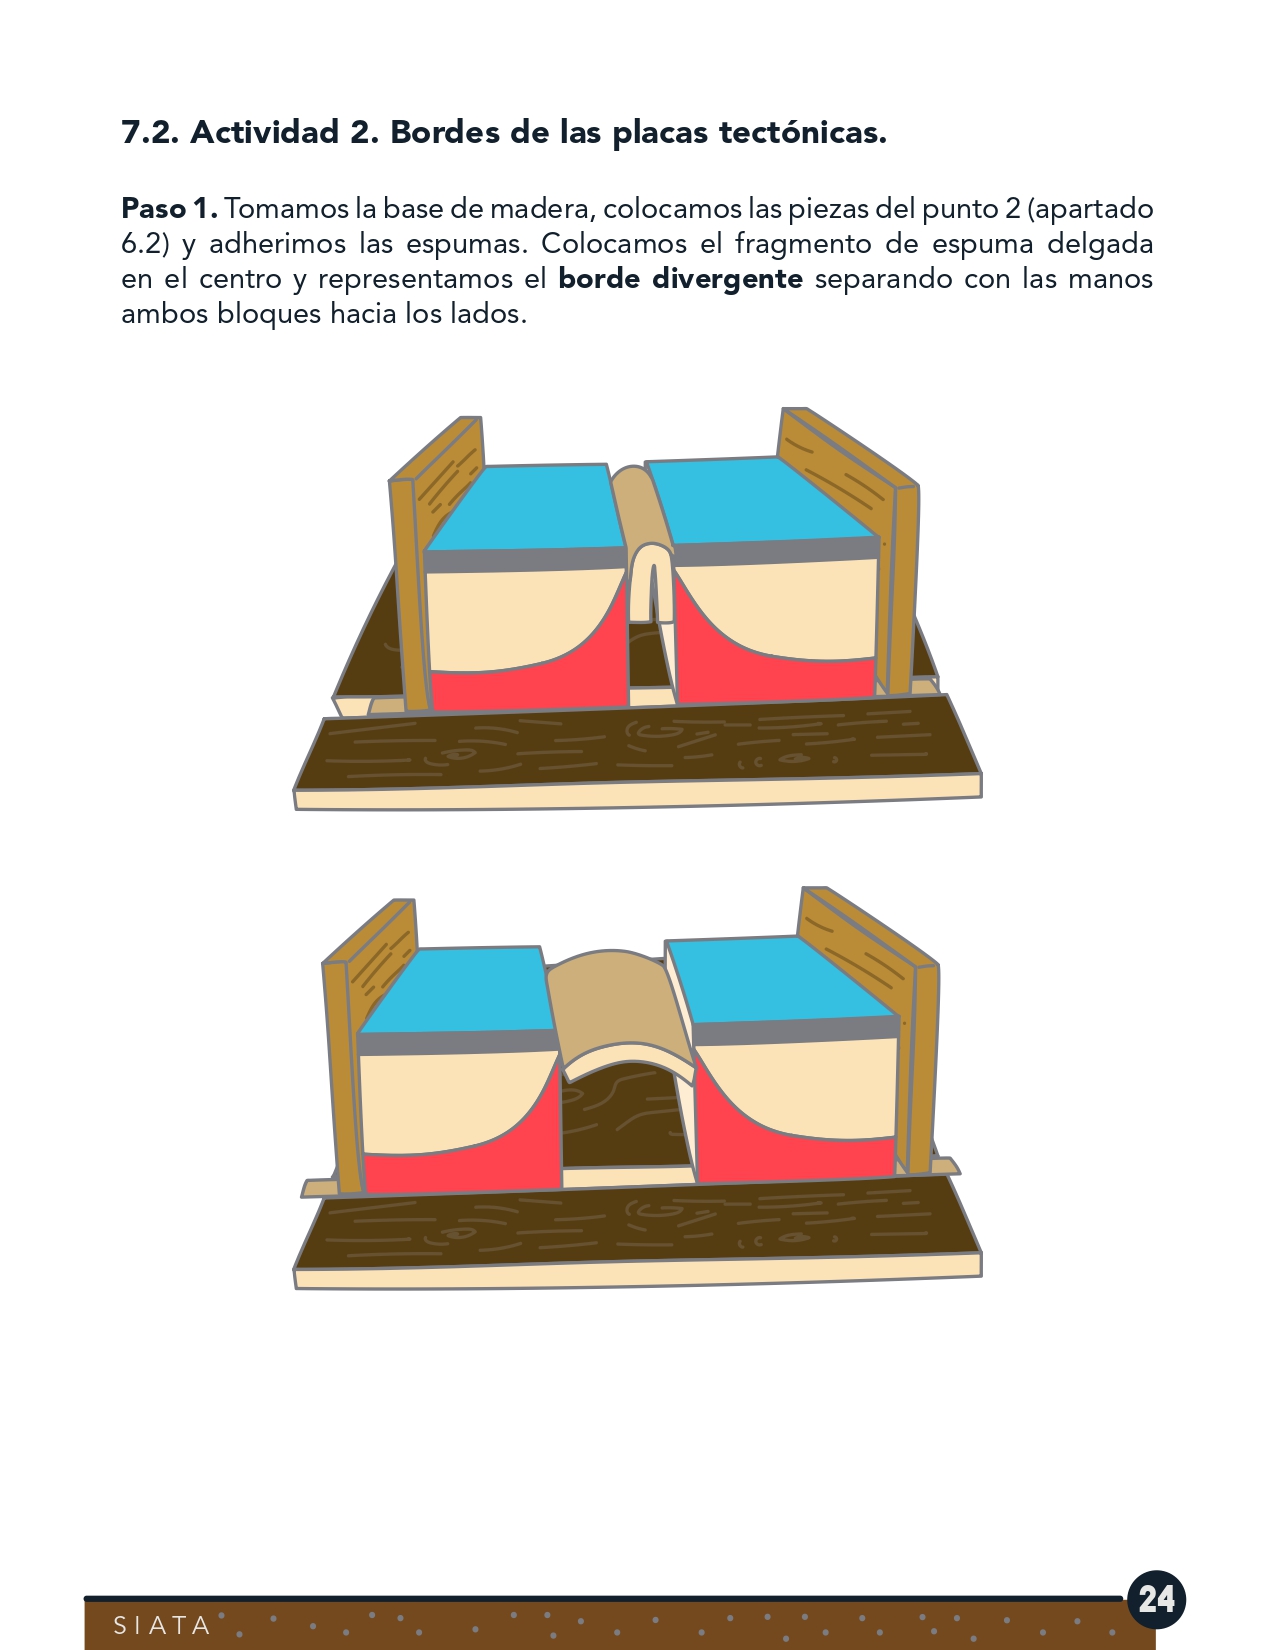 7.2. Actividad 2. Bordes de las placas tectónicas.
Paso 1. Tomamos la base de madera, colocamos las piezas del punto 2 (apartado
6.2) y adherimos las espumas. Colocamos el fragmento de espuma delgada
en el centro y representamos el borde divergente separando con las manos
ambos bloques hacia los lados.
24
SIATA